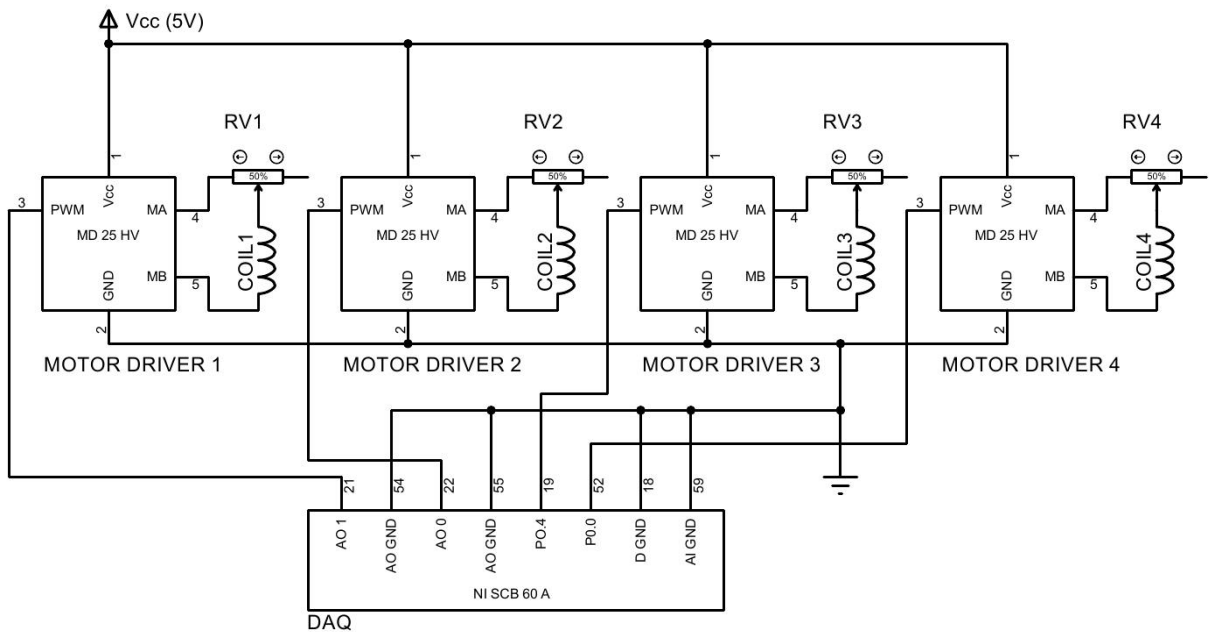 Vcc (5V)
RV1 RV2 RV3 RV4
50% 50% 50% 50%
1 1 1 1
3 PWM Vcc MA 4 3 PWM Vcc MA 4 3 PWM Vcc MA 4 3 PWM Vcc MA 4
MD 25 HV COIL1 MD 25 HV COIL2 MD 25 HV COIL3 MD 25 HV COIL4
GND MB 5 GND MB 5 GND MB 5 GND MB 5
2 2 2 2
MOTOR DRIVER 1 MOTOR DRIVER 2 MOTOR DRIVER 3 MOTOR DRIVER 4
21 54 22 55 19 52 18 59
AO 1 AO GND AO 0 AO GND PO.4 P0.0 D GND AI GND
NI SCB 60 A
DAQ